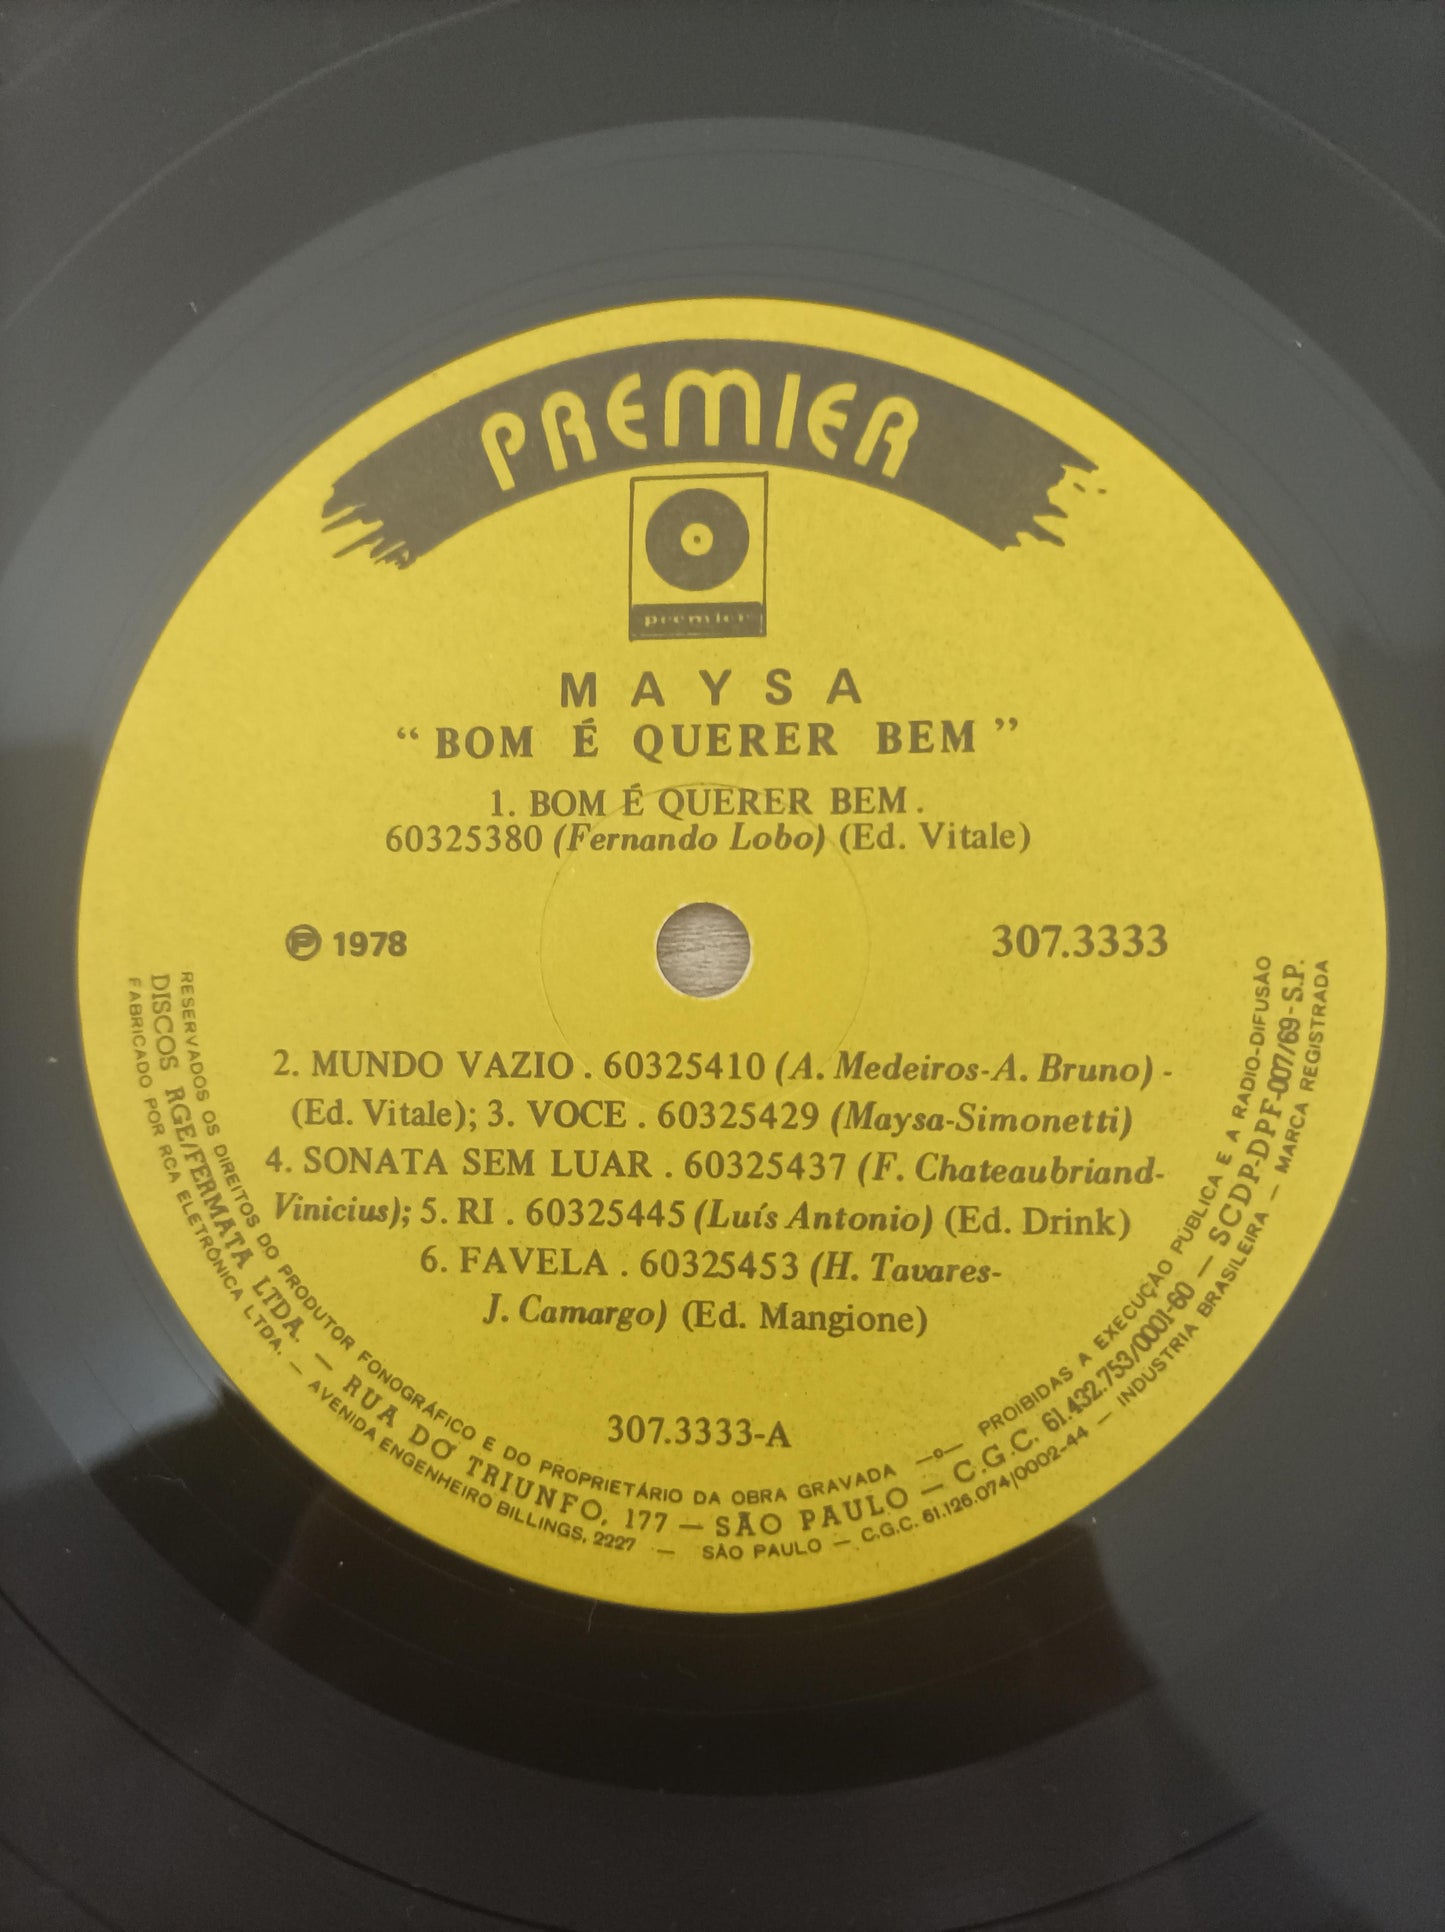 PREMIER
premier
MAYSA
“BOM É QUERER BEM”
1. BOM É QUERER BEM.
60325380 (Fernando Lobo) (Ed. Vitale)
Ⓟ 1978
307.3333
2. MUNDO VAZIO . 60325410 (A. Medeiros-A. Bruno) -
(Ed. Vitale); 3. VOCE . 60325429 (Maysa-Simonetti)
4. SONATA SEM LUAR . 60325437 (F. Chateaubriand-
Vinicius); 5. RI . 60325445 (Luís Antonio) (Ed. Drink)
6. FAVELA . 60325453 (H. Tavares-
J. Camargo) (Ed. Mangione)
307.3333-A
RESERVADOS OS DIREITOS DO PRODUTOR FONOGRÁFICO E DO PROPRIETÁRIO DA OBRA GRAVADA —o— PROIBIDAS A EXECUÇÃO PÚBLICA E A RADIO-DIFUSÃO
DISCOS RGE/FERMATA LTDA. — RUA DO TRIUNFO, 177 — SÃO PAULO — C.G.C. 61.432.753/0001-60 — SCDP-DPF-007/69-S.P.
FABRICADO POR RCA ELETRÔNICA LTDA. — AVENIDA ENGENHEIRO BILLINGS, 2227 — SÃO PAULO — C.G.C. 61.126.074/0002-44 — INDÚSTRIA BRASILEIRA — MARCA REGISTRADA